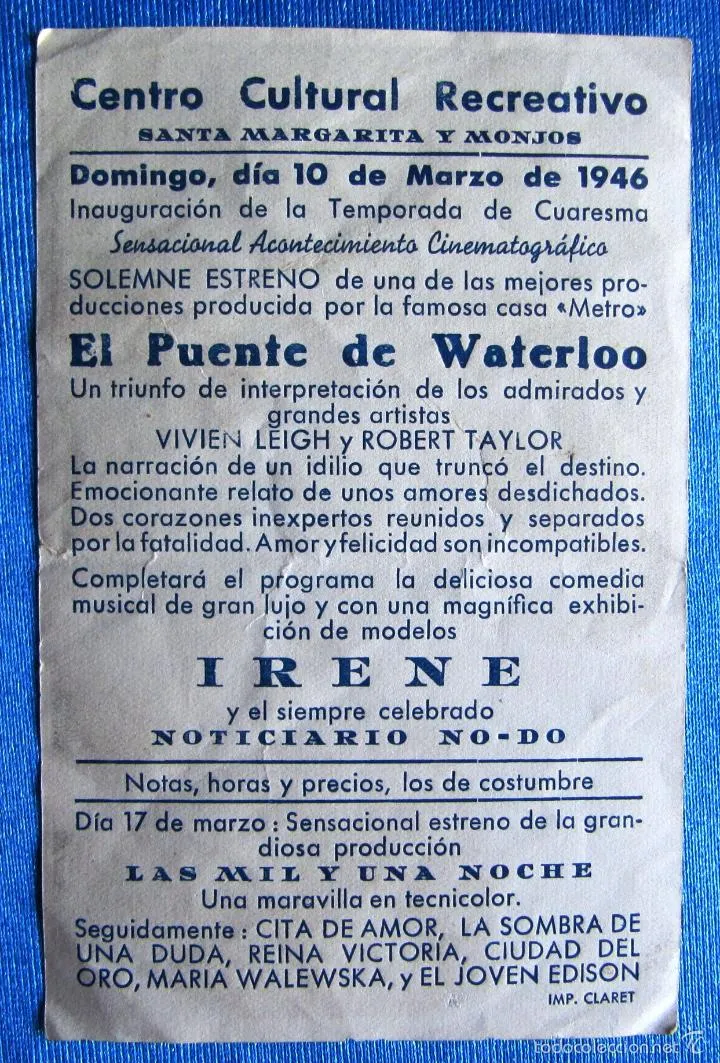 Centro Cultural Recreativo
SANTA MARGARITA Y MONJOS
Domingo, día 10 de Marzo de 1946
Inauguración de la Temporada de Cuaresma
Sensacional Acontecimiento Cinematográfico
SOLEMNE ESTRENO de una de las mejores pro-
ducciones producida por la famosa casa «Metro»
El Puente de Waterloo
Un triunfo de interpretación de los admirados y
grandes artistas
VIVIEN LEIGH y ROBERT TAYLOR
La narración de un idilio que truncó el destino.
Emocionante relato de unos amores desdichados.
Dos corazones inexpertos reunidos y separados
por la fatalidad. Amor y felicidad son incompatibles.
Completará el programa la deliciosa comedia
musical de gran lujo y con una magnífica exhibi-
ción de modelos
IRENE
y el siempre celebrado
NOTICIARIO NO-DO
Notas, horas y precios, los de costumbre
Día 17 de marzo : Sensacional estreno de la gran-
diosa producción
LAS MIL Y UNA NOCHE
Una maravilla en tecnicolor.
Seguidamente : CITA DE AMOR, LA SOMBRA DE
UNA DUDA, REINA VICTORIA, CIUDAD DEL
ORO, MARIA WALEWSKA, y EL JOVEN EDISON
IMP. CLARET
todocoleccion.net